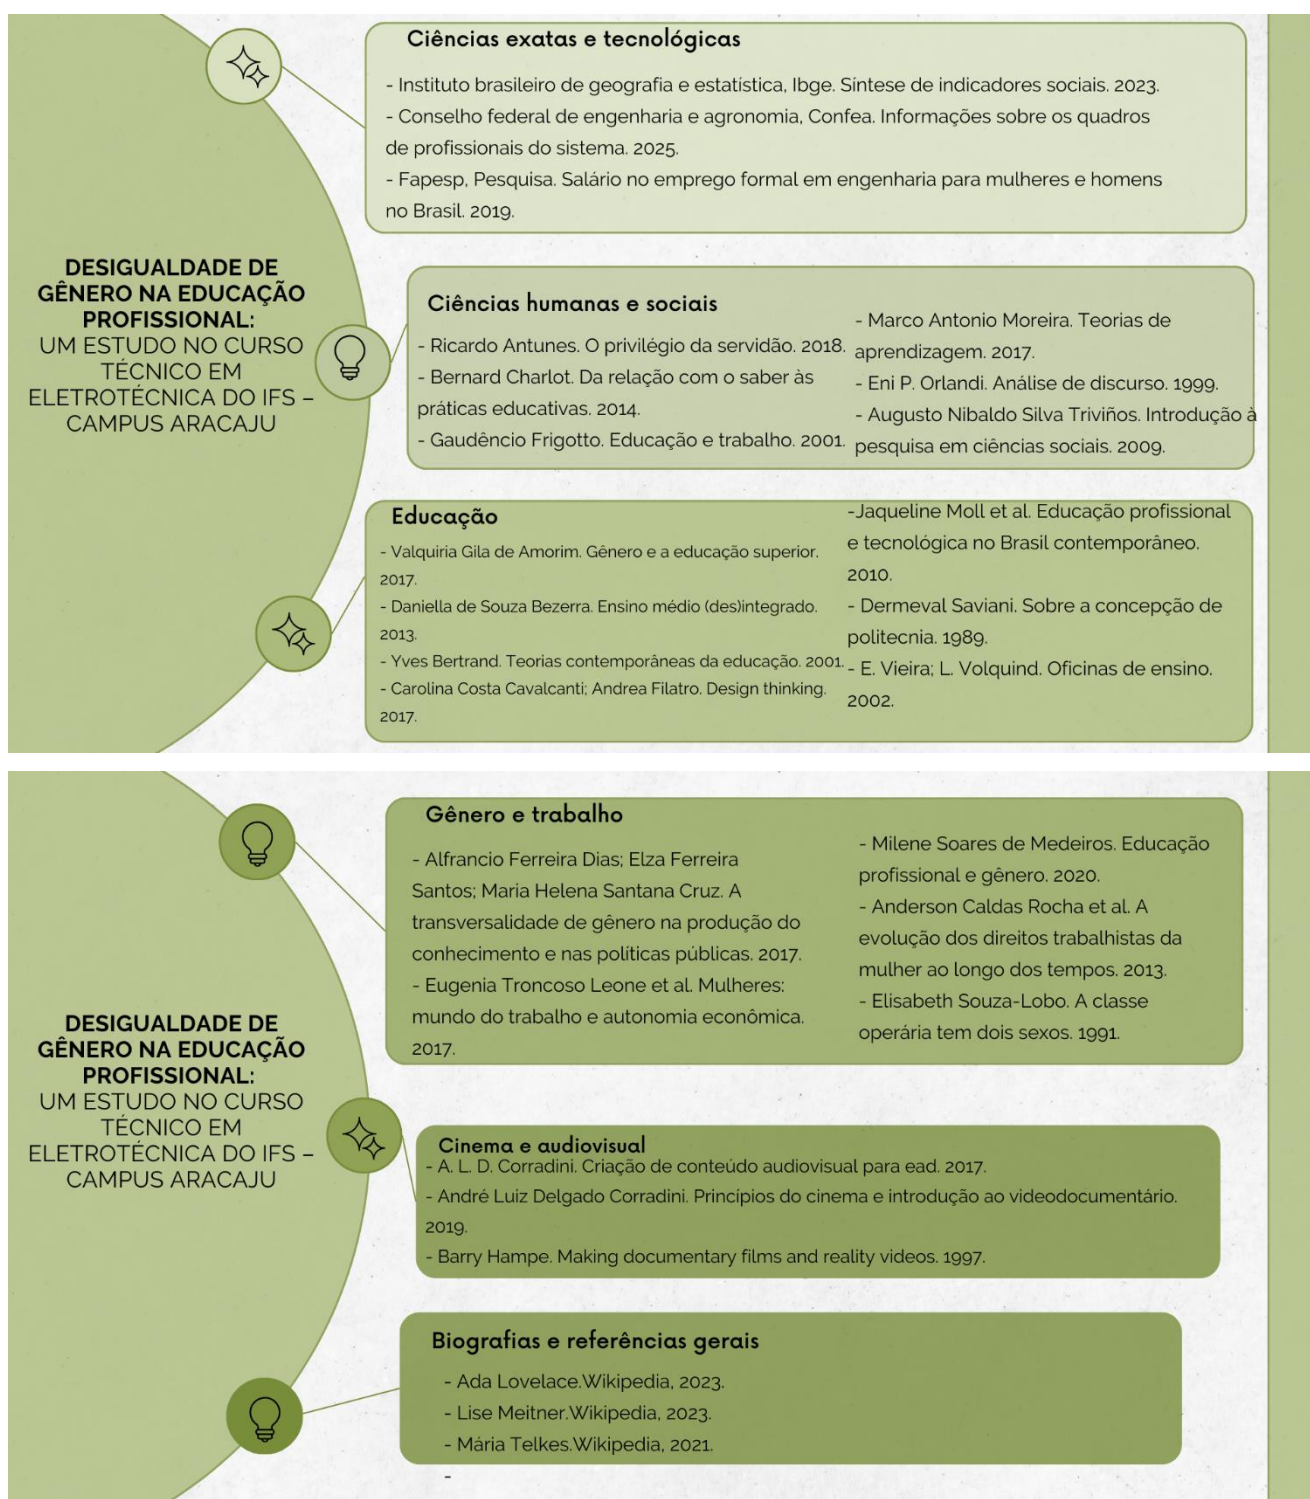 DESIGUALDADE DE
GÊNERO NA EDUCAÇÃO
PROFISSIONAL:
UM ESTUDO NO CURSO
TÉCNICO EM
ELETROTÉCNICA DO IFS –
CAMPUS ARACAJU
Ciências exatas e tecnológicas
- Instituto brasileiro de geografia e estatística, Ibge. Síntese de indicadores sociais. 2023.
- Conselho federal de engenharia e agronomia, Confea. Informações sobre os quadros
de profissionais do sistema. 2025.
- Fapesp, Pesquisa. Salário no emprego formal em engenharia para mulheres e homens
no Brasil. 2019.
Ciências humanas e sociais
- Ricardo Antunes. O privilégio da servidão. 2018.
- Bernard Charlot. Da relação com o saber às
práticas educativas. 2014.
- Gaudêncio Frigotto. Educação e trabalho. 2001.
- Marco Antonio Moreira. Teorias de
aprendizagem. 2017.
- Eni P. Orlandi. Análise de discurso. 1999.
- Augusto Nibaldo Silva Triviños. Introdução à
pesquisa em ciências sociais. 2009.
Educação
- Valquiria Gila de Amorim. Gênero e a educação superior.
2017.
- Daniella de Souza Bezerra. Ensino médio (des)integrado.
2013.
- Yves Bertrand. Teorias contemporâneas da educação. 2001.
- Carolina Costa Cavalcanti; Andrea Filatro. Design thinking.
2017.
-Jaqueline Moll et al. Educação profissional
e tecnológica no Brasil contemporâneo.
2010.
- Dermeval Saviani. Sobre a concepção de
politecnia. 1989.
- E. Vieira; L. Volquind. Oficinas de ensino.
2002.
DESIGUALDADE DE
GÊNERO NA EDUCAÇÃO
PROFISSIONAL:
UM ESTUDO NO CURSO
TÉCNICO EM
ELETROTÉCNICA DO IFS –
CAMPUS ARACAJU
Gênero e trabalho
- Alfrancio Ferreira Dias; Elza Ferreira
Santos; Maria Helena Santana Cruz. A
transversalidade de gênero na produção do
conhecimento e nas políticas públicas. 2017.
- Eugenia Troncoso Leone et al. Mulheres:
mundo do trabalho e autonomia econômica.
2017.
- Milene Soares de Medeiros. Educação
profissional e gênero. 2020.
- Anderson Caldas Rocha et al. A
evolução dos direitos trabalhistas da
mulher ao longo dos tempos. 2013.
- Elisabeth Souza-Lobo. A classe
operária tem dois sexos. 1991.
Cinema e audiovisual
- A. L. D. Corradini. Criação de conteúdo audiovisual para ead. 2017.
- André Luiz Delgado Corradini. Princípios do cinema e introdução ao videodocumentário.
2019.
- Barry Hampe. Making documentary films and reality videos. 1997.
Biografias e referências gerais
- Ada Lovelace.Wikipedia, 2023.
- Lise Meitner.Wikipedia, 2023.
- Mária Telkes.Wikipedia, 2021.
-